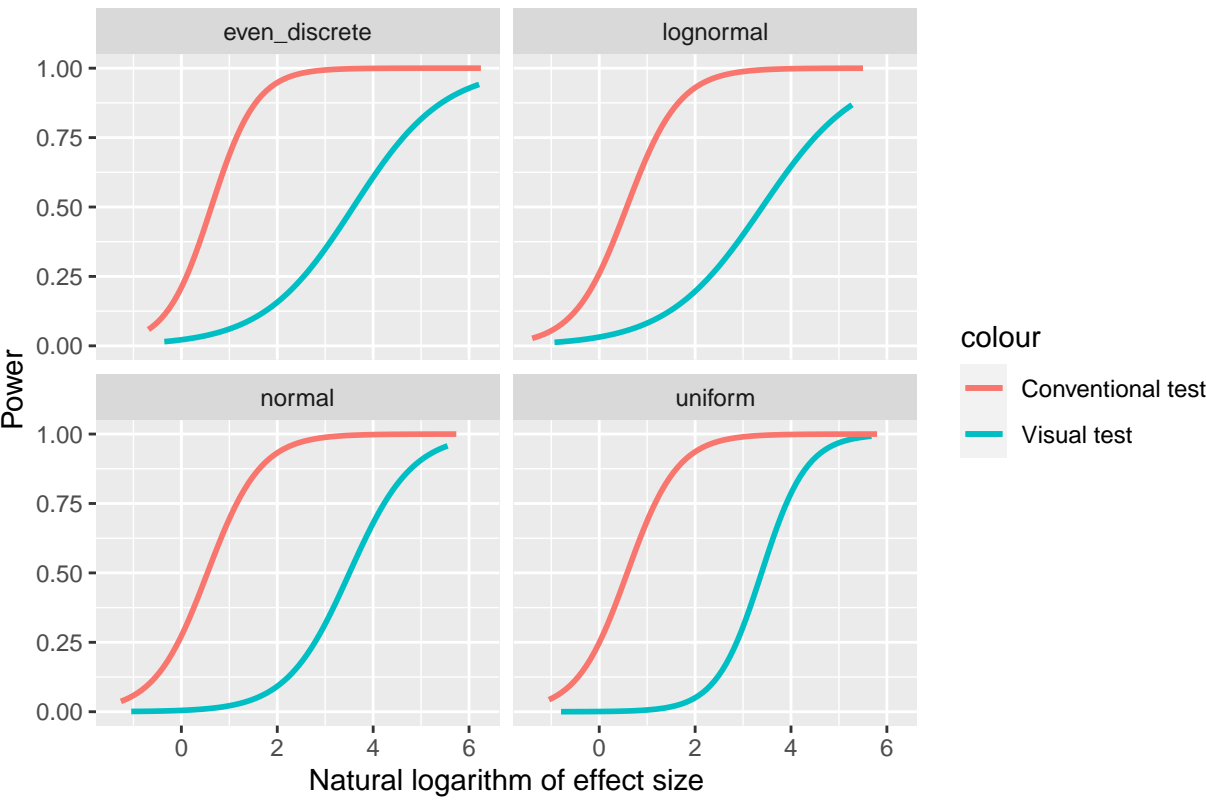 even_discrete
lognormal
1.00
0.75
0.50
0.25
0.00
normal
uniform
1.00
0.75
0.50
0.25
0.00
0 2 4 6
0 2 4 6
Natural logarithm of effect size
Power
colour
Conventional test
Visual test